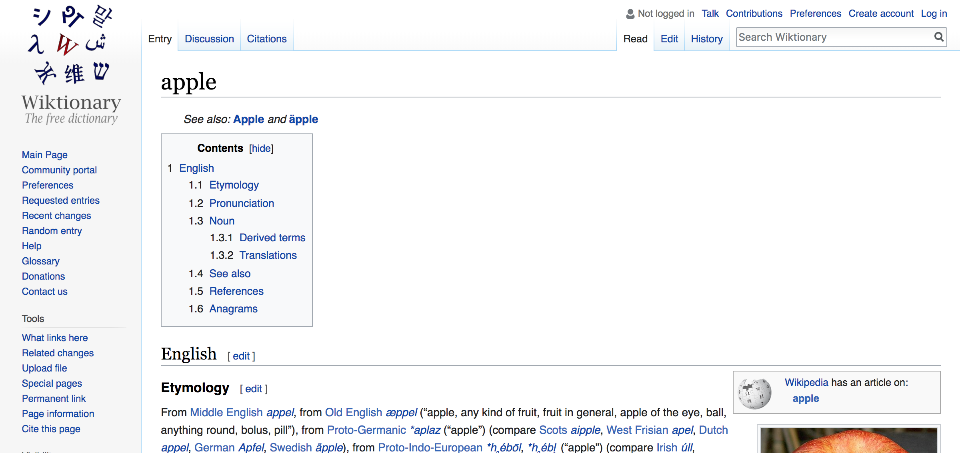 Not logged in Talk Contributions Preferences Create account Log in
Entry Discussion Citations Read Edit History Search Wiktionary
Wiktionary
The free dictionary
Main Page
Community portal
Preferences
Requested entries
Recent changes
Random entry
Help
Glossary
Donations
Contact us
Tools
What links here
Related changes
Upload file
Special pages
Permanent link
Page information
Cite this page
apple
See also: Apple and äpple
Contents [hide]
1 English
1.1 Etymology
1.2 Pronunciation
1.3 Noun
1.3.1 Derived terms
1.3.2 Translations
1.4 See also
1.5 References
1.6 Anagrams
English [ edit ]
Etymology [ edit ]
From Middle English appel, from Old English æppel (“apple, any kind of fruit, fruit in general, apple of the eye, ball,
anything round, bolus, pill”), from Proto-Germanic *aplaz (“apple”) (compare Scots aipple, West Frisian apel, Dutch
appel, German Apfel, Swedish äpple), from Proto-Indo-European (“apple”) (compare Irish úll,
Wikipedia has an article on:
apple